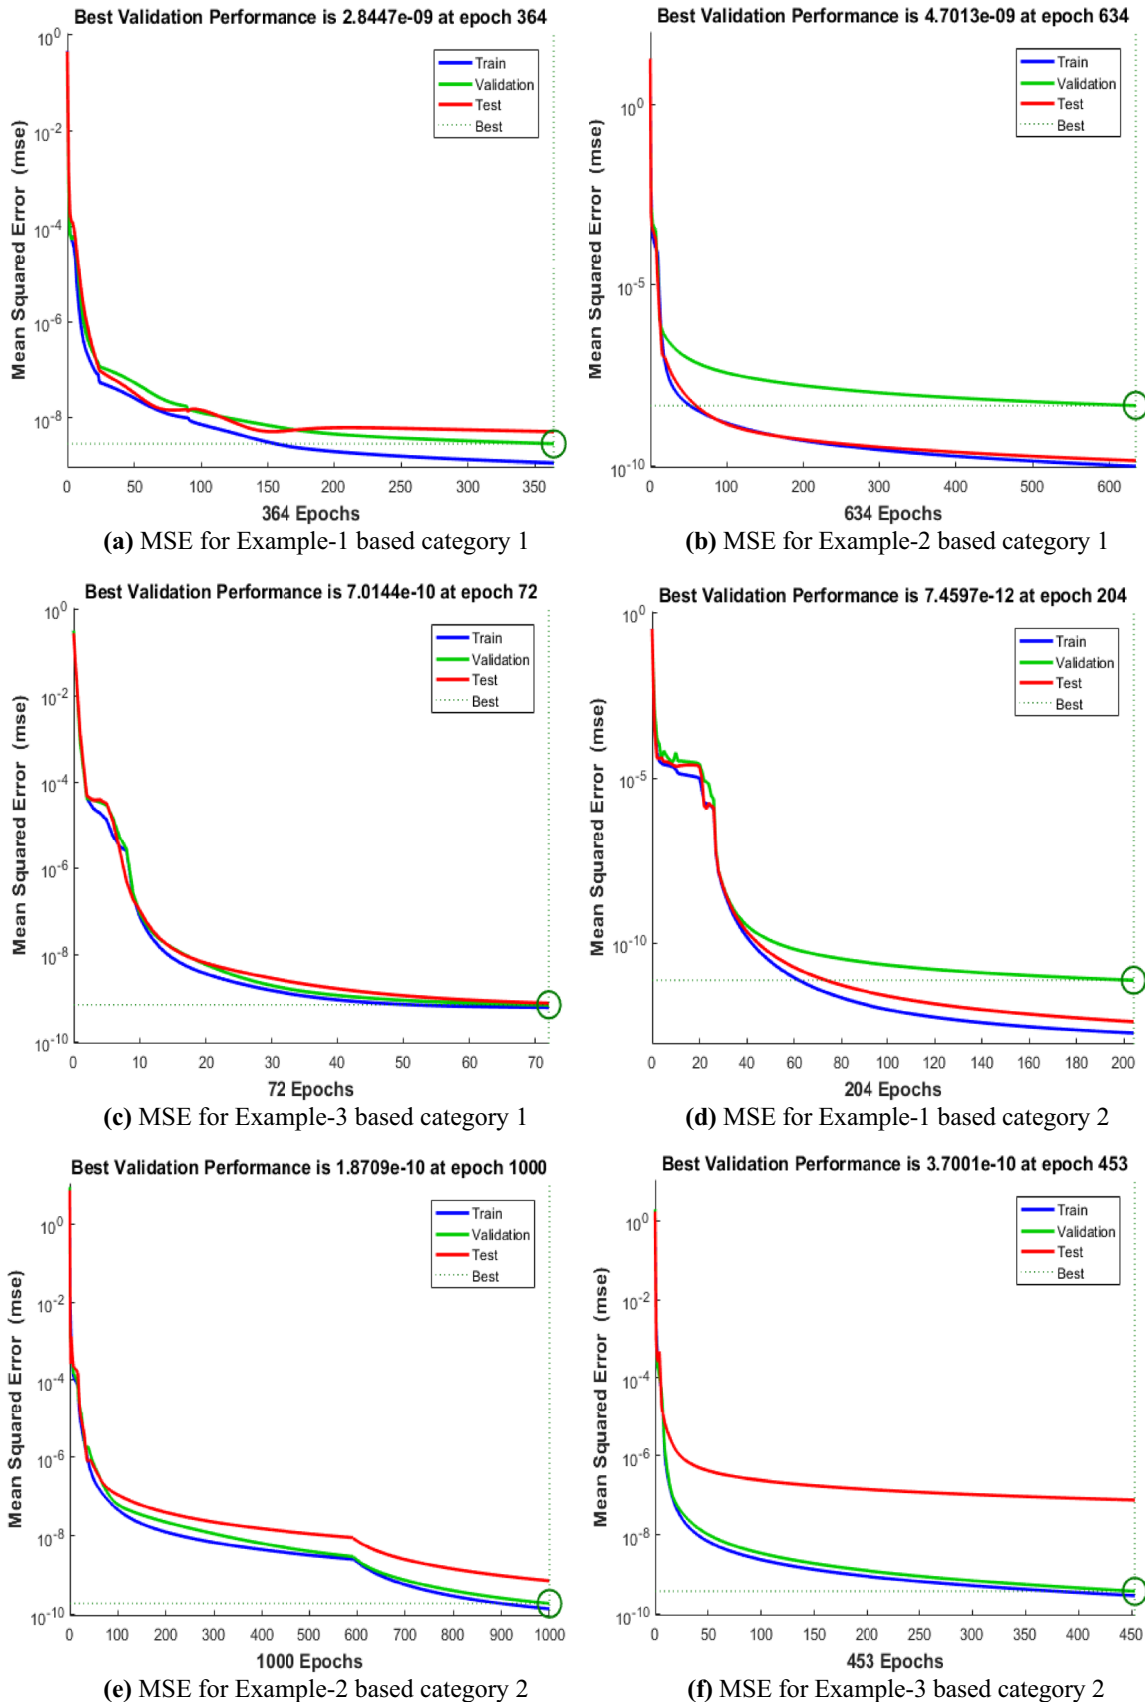 Best Validation Performance is 2.8447e-09 at epoch 364
10^0
10^-2
10^-4
10^-6
10^-8
Mean Squared Error (mse)
Train
Validation
Test
Best
0 50 100 150 200 250 300 350
364 Epochs
(a) MSE for Example-1 based category 1
Best Validation Performance is 4.7013e-09 at epoch 634
10^0
10^-5
10^-10
Mean Squared Error (mse)
Train
Validation
Test
Best
0 100 200 300 400 500 600
634 Epochs
(b) MSE for Example-2 based category 1
Best Validation Performance is 7.0144e-10 at epoch 72
10^0
10^-2
10^-4
10^-6
10^-8
10^-10
Mean Squared Error (mse)
Train
Validation
Test
Best
0 10 20 30 40 50 60 70
72 Epochs
(c) MSE for Example-3 based category 1
Best Validation Performance is 7.4597e-12 at epoch 204
10^0
10^-5
10^-10
Mean Squared Error (mse)
Train
Validation
Test
Best
0 20 40 60 80 100 120 140 160 180 200
204 Epochs
(d) MSE for Example-1 based category 2
Best Validation Performance is 1.8709e-10 at epoch 1000
10^0
10^-2
10^-4
10^-6
10^-8
10^-10
Mean Squared Error (mse)
Train
Validation
Test
Best
0 100 200 300 400 500 600 700 800 900 1000
1000 Epochs
(e) MSE for Example-2 based category 2
Best Validation Performance is 3.7001e-10 at epoch 453
10^0
10^-2
10^-4
10^-6
10^-8
10^-10
Mean Squared Error (mse)
Train
Validation
Test
Best
0 50 100 150 200 250 300 350 400 450
453 Epochs
(f) MSE for Example-3 based category 2